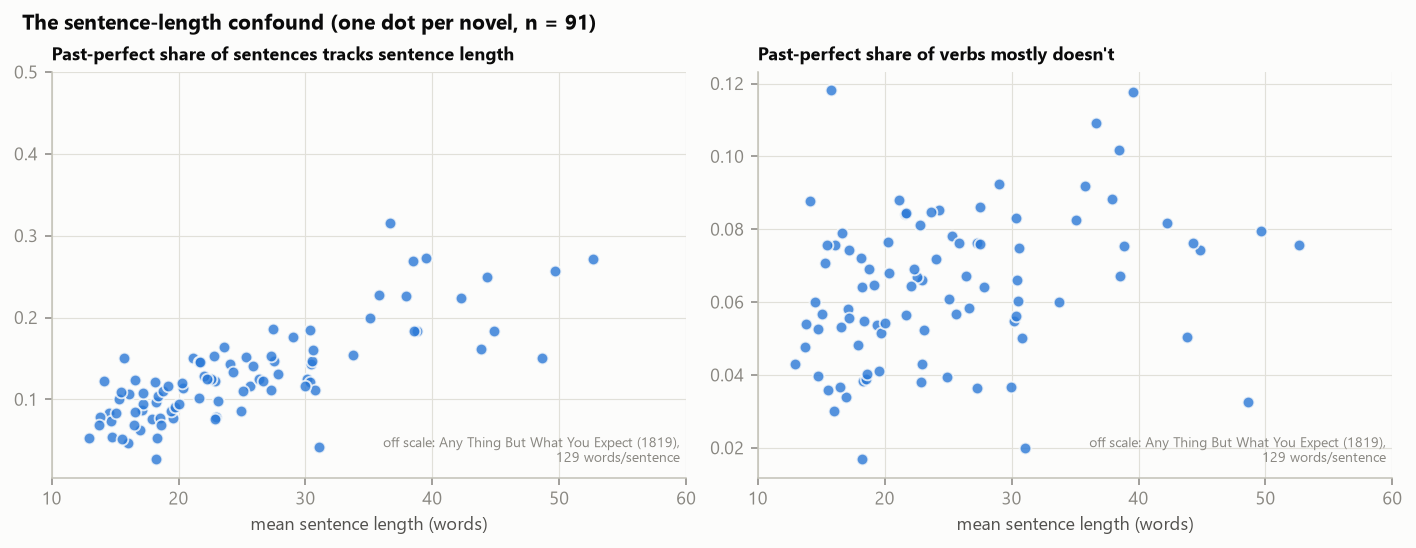 The sentence-length confound (one dot per novel, n = 91)
Past-perfect share of sentences tracks sentence length
0.5
0.4
0.3
0.2
0.1
off scale: Any Thing But What You Expect (1819),
129 words/sentence
10 20 30 40 50 60
mean sentence length (words)
Past-perfect share of verbs mostly doesn't
0.12
0.10
0.08
0.06
0.04
0.02
off scale: Any Thing But What You Expect (1819),
129 words/sentence
10 20 30 40 50 60
mean sentence length (words)